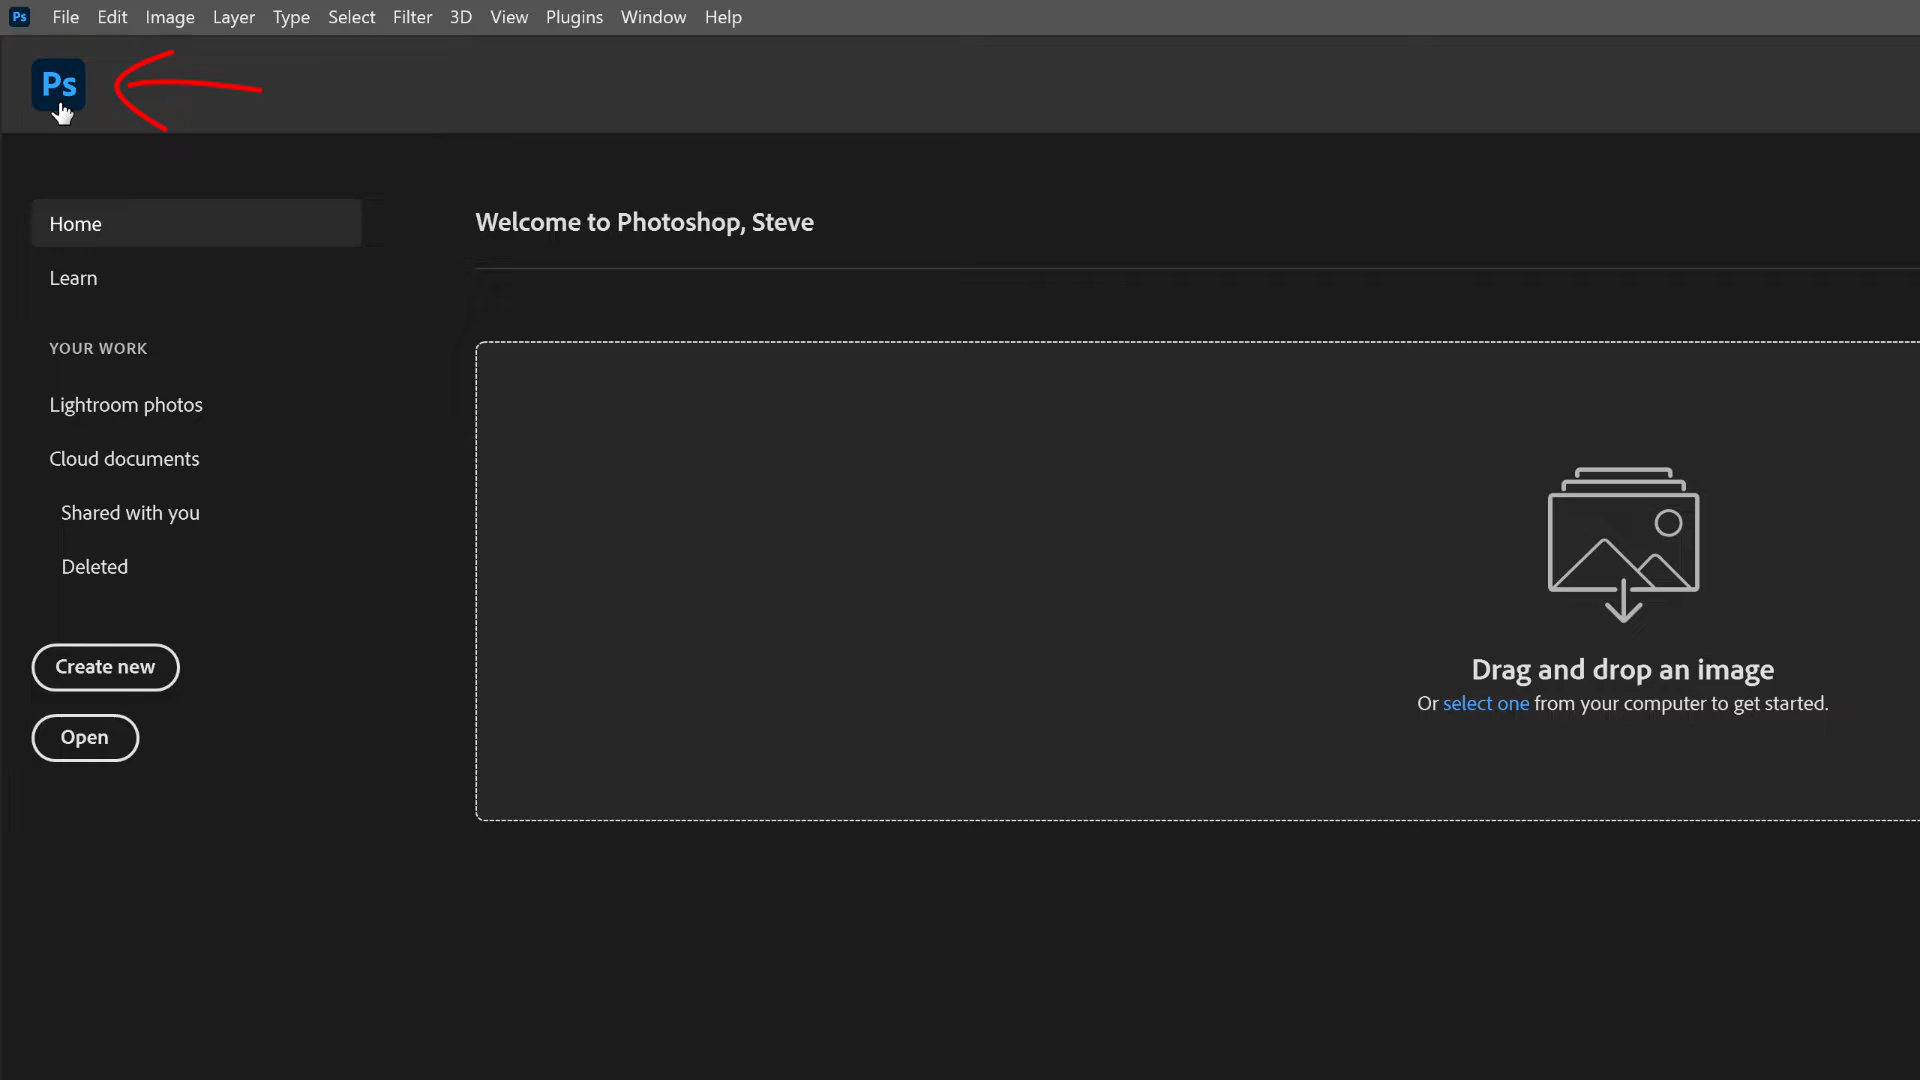 Ps File Edit Image Layer Type Select Filter 3D View Plugins Window Help
Ps
Home
Learn
YOUR WORK
Lightroom photos
Cloud documents
Shared with you
Deleted
Create new
Open
Welcome to Photoshop, Steve
Drag and drop an image
Or select one from your computer to get started.